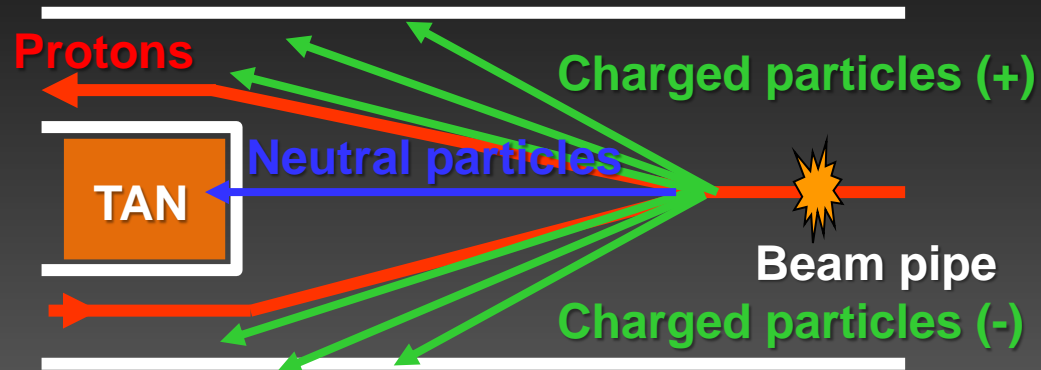 Protons
Charged particles (+)
Neutral particles
TAN
Beam pipe
Charged particles (-)